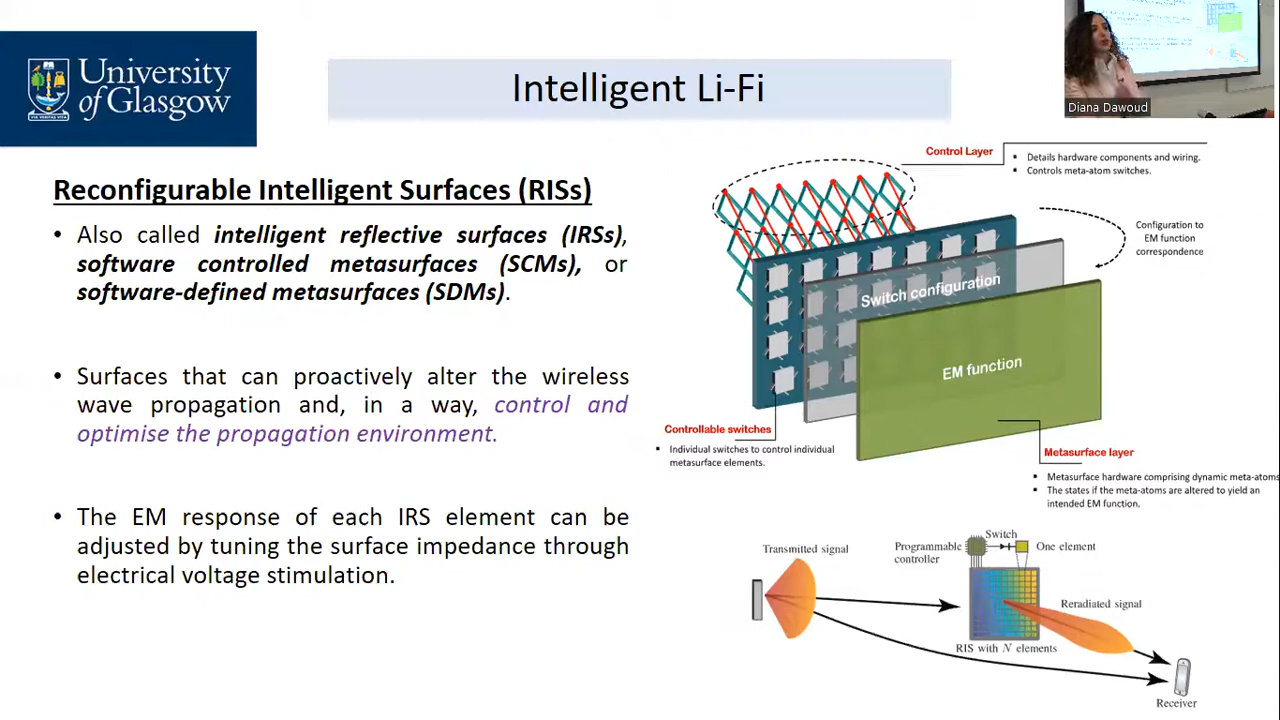 University
of Glasgow
Intelligent Li-Fi
Diana Dawoud
Reconfigurable Intelligent Surfaces (RISs)
• Also called intelligent reflective surfaces (IRSs),
software controlled metasurfaces (SCMs), or
software-defined metasurfaces (SDMs).
• Surfaces that can proactively alter the wireless
wave propagation and, in a way, control and
optimise the propagation environment.
• The EM response of each IRS element can be
adjusted by tuning the surface impedance through
electrical voltage stimulation.
Control Layer
▪ Details hardware components and wiring.
▪ Controls meta-atom switches.
Configuration to
EM function
correspondence
Switch configuration
EM function
Controllable switches
▪ Individual switches to control individual
metasurface elements.
Metasurface layer
▪ Metasurface hardware comprising dynamic meta-atoms
▪ The states if the meta-atoms are altered to yield an
intended EM function.
Transmitted signal
Programmable
controller
Switch
One element
Reradiated signal
RIS with N elements
Receiver